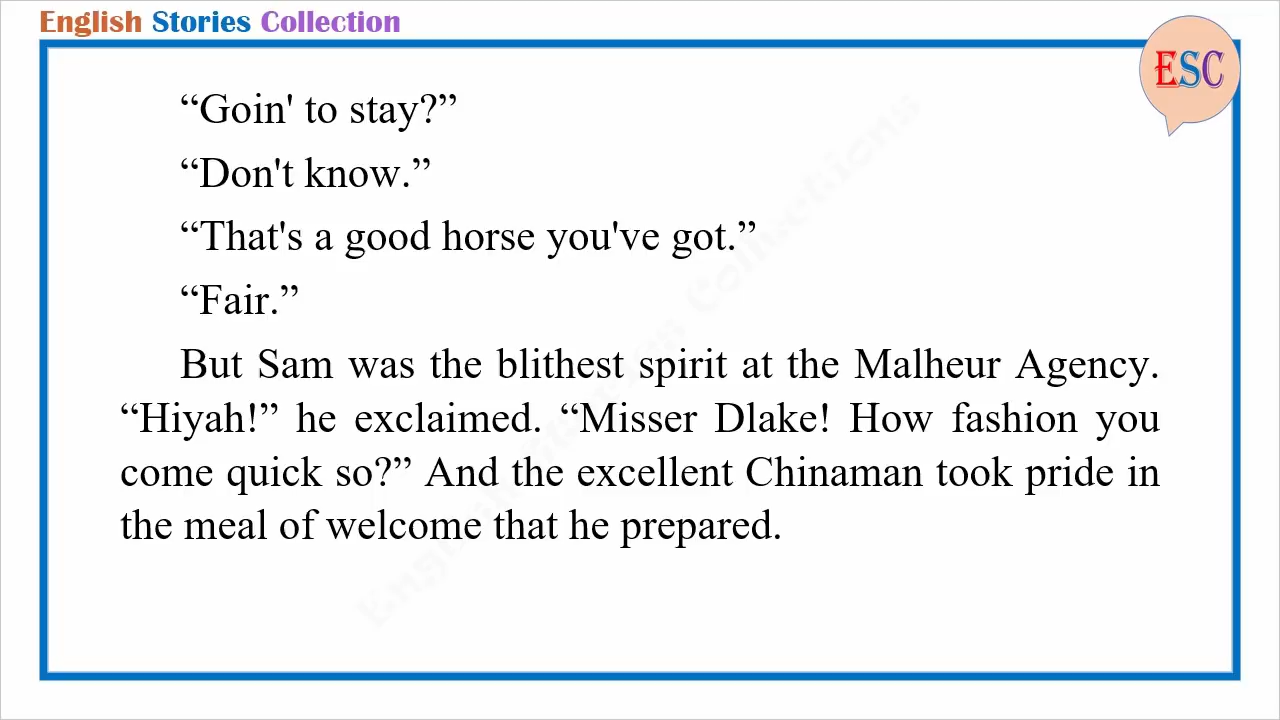 English Stories Collection
ESC
“Goin' to stay?”
“Don't know.”
“That's a good horse you've got.”
“Fair.”
But Sam was the blithest spirit at the Malheur Agency.
“Hiyah!” he exclaimed. “Misser Dlake! How fashion you
come quick so?” And the excellent Chinaman took pride in
the meal of welcome that he prepared.